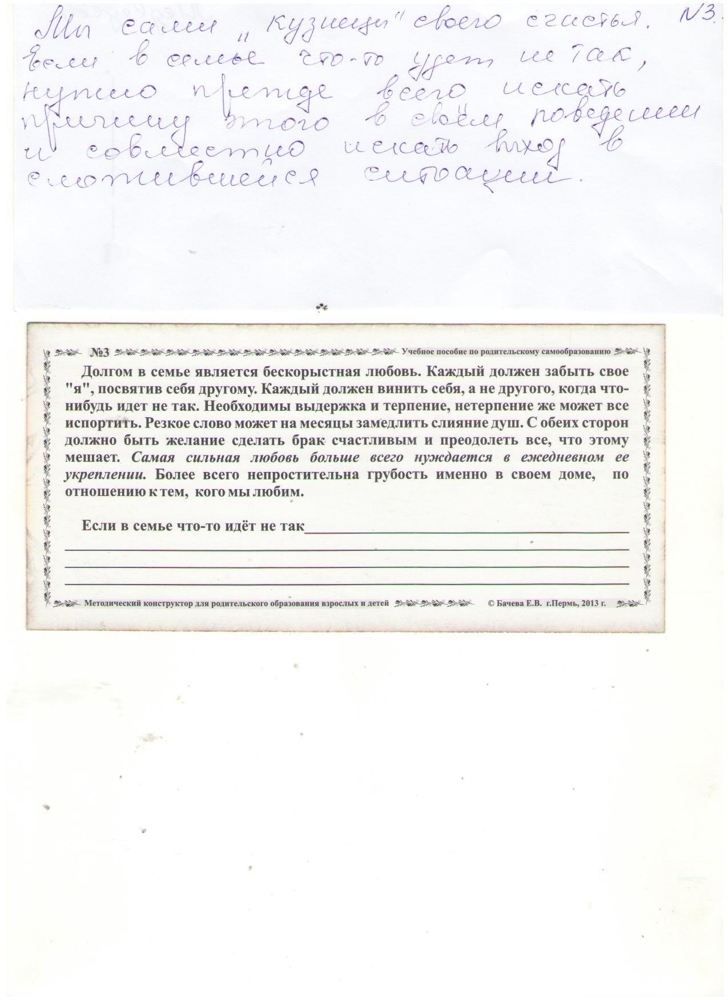 Мы сами „кузнецы" своего счастья. N3.
Если в семье что-то идет не так,
нужно прежде всего искать
причину этого в своём поведении
и совместно искать выход в
сложившейся ситуации.
№3 Учебное пособие по родительскому самообразованию
Долгом в семье является бескорыстная любовь. Каждый должен забыть свое
"я", посвятив себя другому. Каждый должен винить себя, а не другого, когда что-
нибудь идет не так. Необходимы выдержка и терпение, нетерпение же может все
испортить. Резкое слово может на месяцы замедлить слияние душ. С обеих сторон
должно быть желание сделать брак счастливым и преодолеть все, что этому
мешает. Самая сильная любовь больше всего нуждается в ежедневном ее
укреплении. Более всего непростительна грубость именно в своем доме, по
отношению к тем, кого мы любим.
Если в семье что-то идёт не так
Методический конструктор для родительского образования взрослых и детей © Бачева Е.В. г.Пермь, 2013 г.